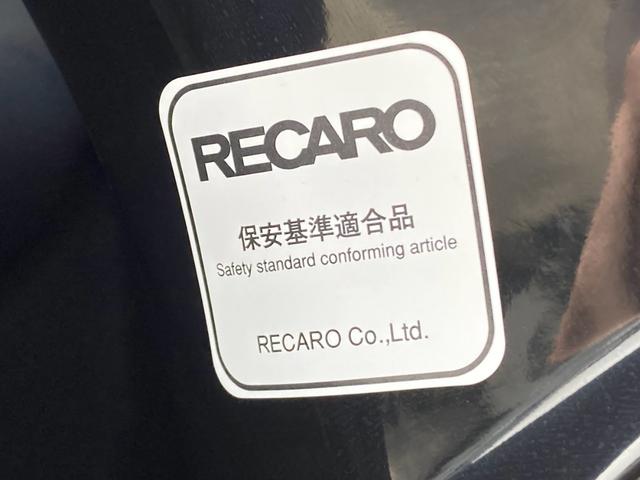 RECARO
保安基準適合品
Safety standard conforming article
RECARO Co.,Ltd.